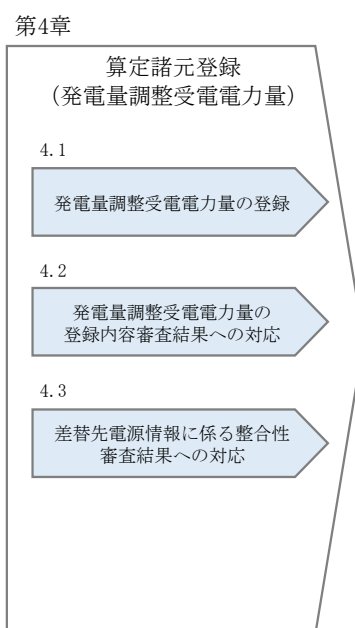 第4章
算定諸元登録
（発電量調整受電電力量）
4.1
発電量調整受電電力量の登録
4.2
発電量調整受電電力量の
登録内容審査結果への対応
4.3
差替先電源情報に係る整合性
審査結果への対応